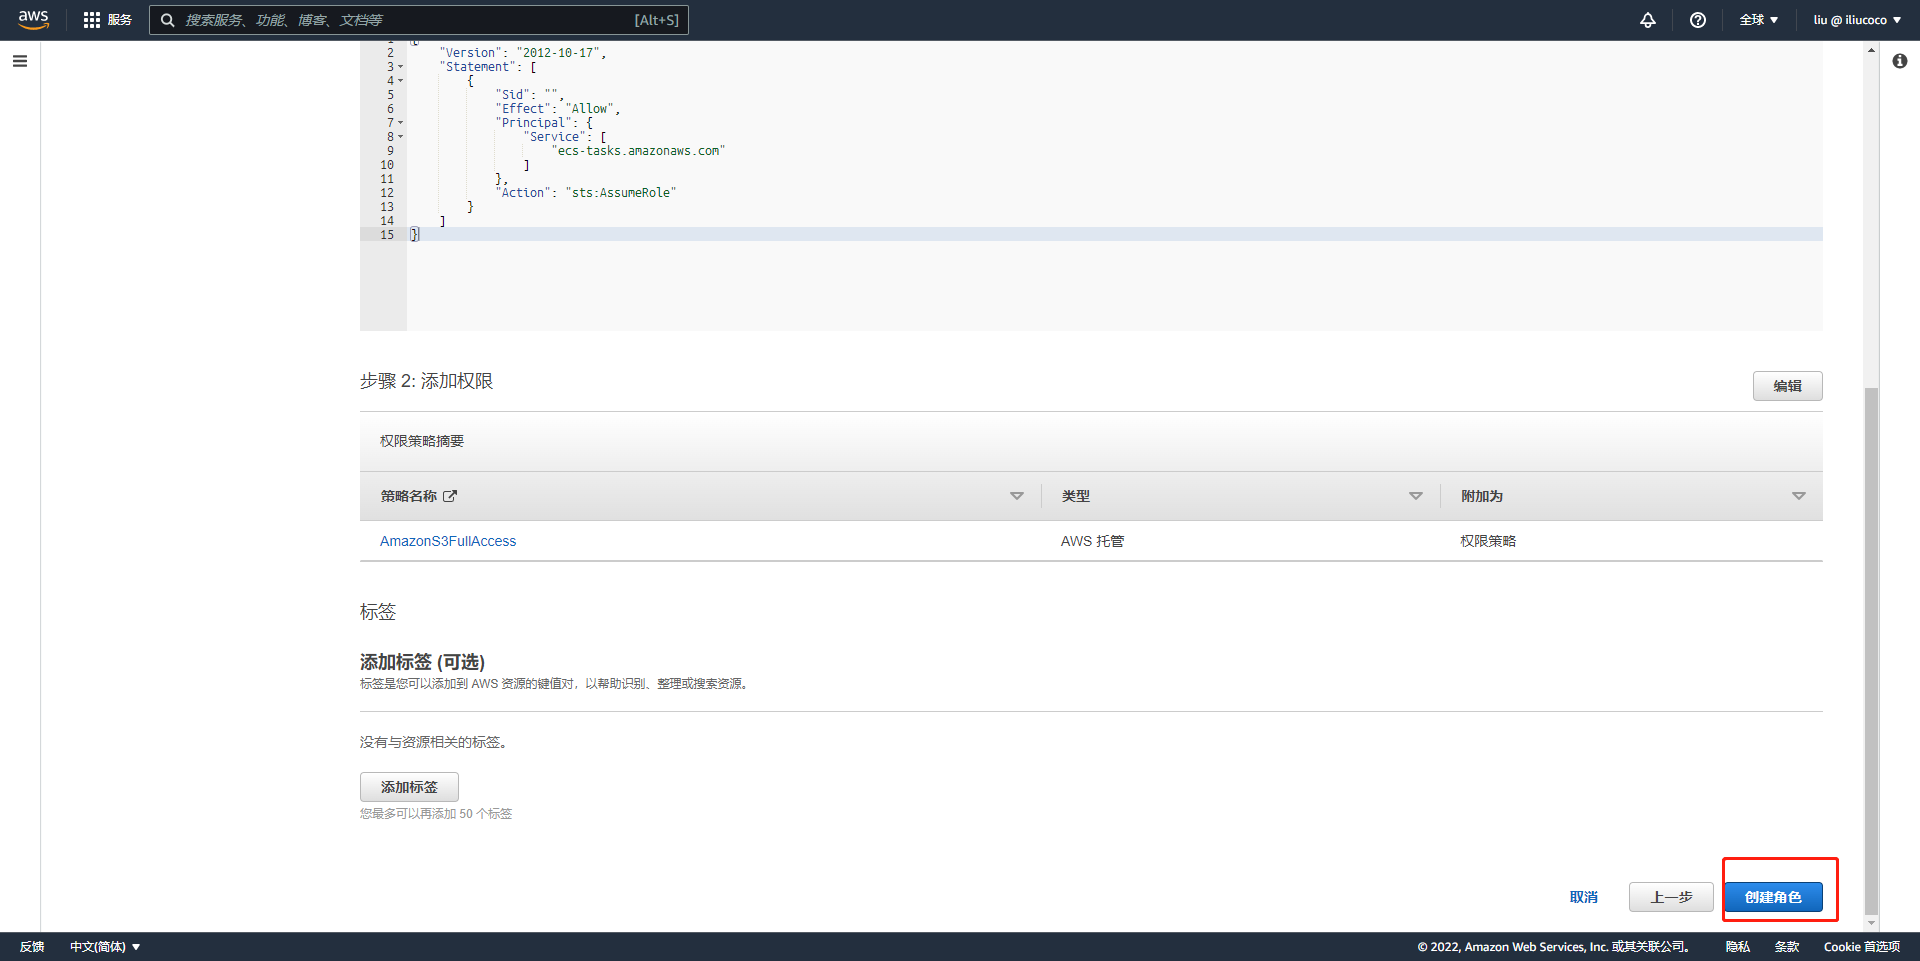 aws
服务
搜索服务、功能、博客、文档等
[Alt+S]
全球
liu @ iliucoco
1 {
2 "Version": "2012-10-17",
3 "Statement": [
4 {
5 "Sid": "",
6 "Effect": "Allow",
7 "Principal": {
8 "Service": [
9 "ecs-tasks.amazonaws.com"
10 ]
11 },
12 "Action": "sts:AssumeRole"
13 }
14 ]
15 }
步骤 2: 添加权限
编辑
权限策略摘要
策略名称
类型
附加为
AmazonS3FullAccess
AWS 托管
权限策略
标签
添加标签 (可选)
标签是您可以添加到 AWS 资源的键值对，以帮助识别、整理或搜索资源。
没有与资源相关的标签。
添加标签
您最多可以再添加 50 个标签
取消
上一步
创建角色
反馈
中文(简体)
© 2022, Amazon Web Services, Inc. 或其关联公司。
隐私
条款
Cookie 首选项